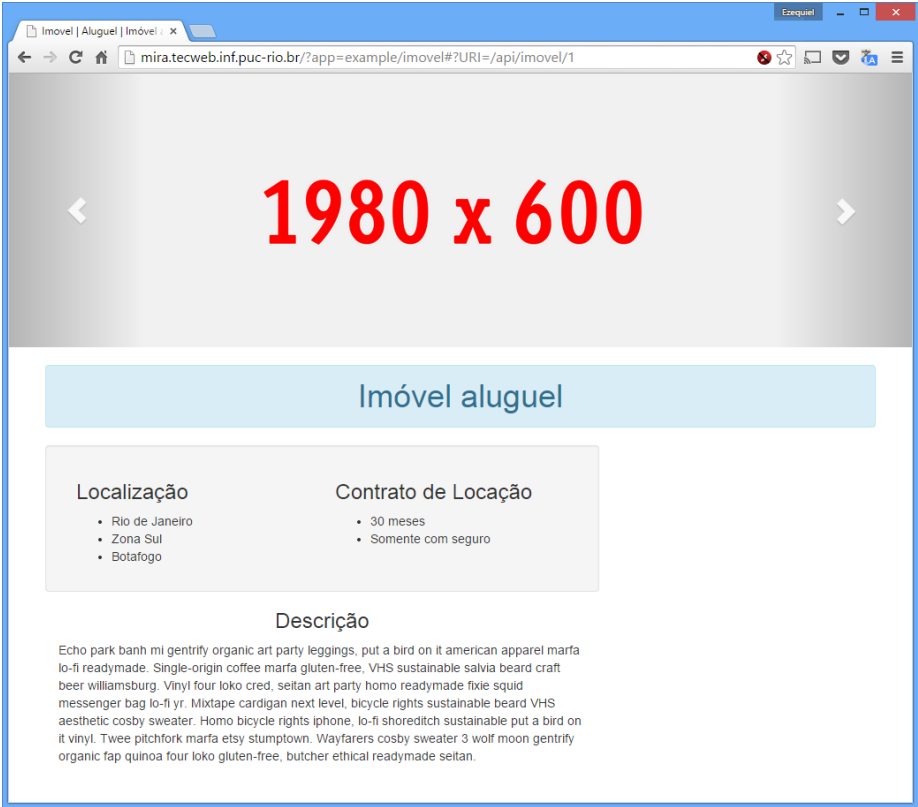 Ezequiel
Imovel | Aluguel | Imóvel
mira.tecweb.inf.puc-rio.br/?app=example/imovel#?URI=/api/imovel/1
1980 x 600
Imóvel aluguel
Localização
• Rio de Janeiro
• Zona Sul
• Botafogo
Contrato de Locação
• 30 meses
• Somente com seguro
Descrição
Echo park banh mi gentrify organic art party leggings, put a bird on it american apparel marfa
lo-fi readymade. Single-origin coffee marfa gluten-free, VHS sustainable salvia beard craft
beer williamsburg. Vinyl four loko cred, seitan art party homo readymade fixie squid
messenger bag lo-fi yr. Mixtape cardigan next level, bicycle rights sustainable beard VHS
aesthetic cosby sweater. Homo bicycle rights iphone, lo-fi shoreditch sustainable put a bird on
it vinyl. Twee pitchfork marfa etsy stumptown. Wayfarers cosby sweater 3 wolf moon gentrify
organic fap quinoa four loko gluten-free, butcher ethical readymade seitan.